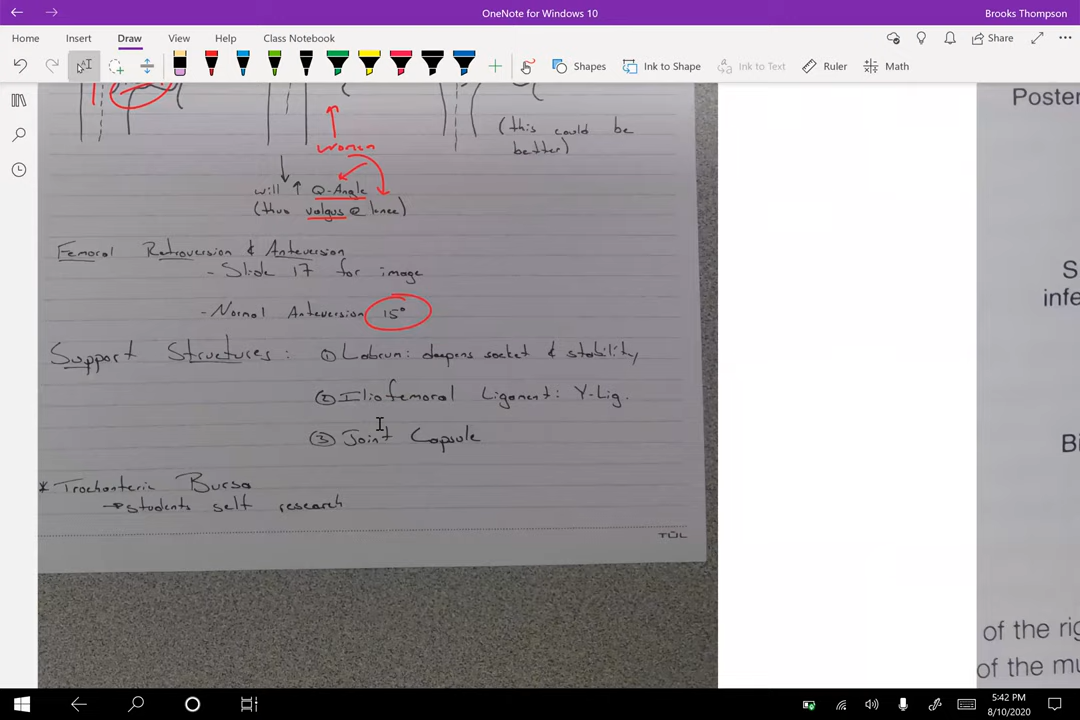 OneNote for Windows 10
Brooks Thompson
Home
Insert
Draw
View
Help
Class Notebook
Share
Shapes
Ink to Shape
Ink to Text
Ruler
Math
Women
(this could be
better)
will ↑ Q-Angle
(thus valgus @ knee)
Femoral Retroversion & Anteversion
- Slide 17 for image
- Normal Anteversion 15°
Support Structures: ① Labrum: deepens socket & stability
② Iliofemoral Ligament: Y-Lig.
③ Joint Capsule
* Trochanteric Bursa
→ students self research
TŪL
Poster
S
infe
Bi
of the rig
of the mu
5:42 PM
8/10/2020